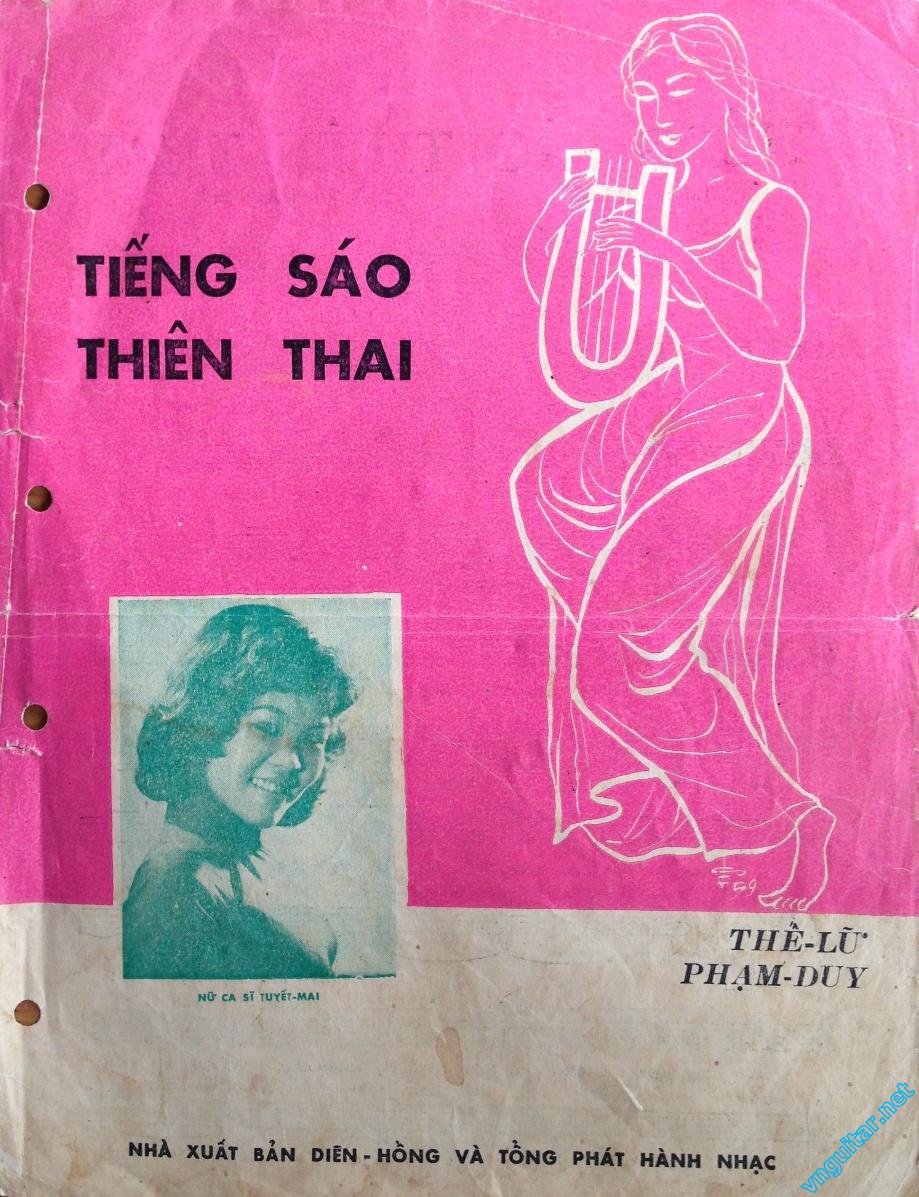 TIẾNG SÁO
THIÊN THAI
NỮ CA SĨ TUYẾT-MAI
THẾ-LỮ
PHẠM-DUY
NHÀ XUẤT BẢN DIÊN-HỒNG VÀ TỔNG PHÁT HÀNH NHẠC
vnguitar.net